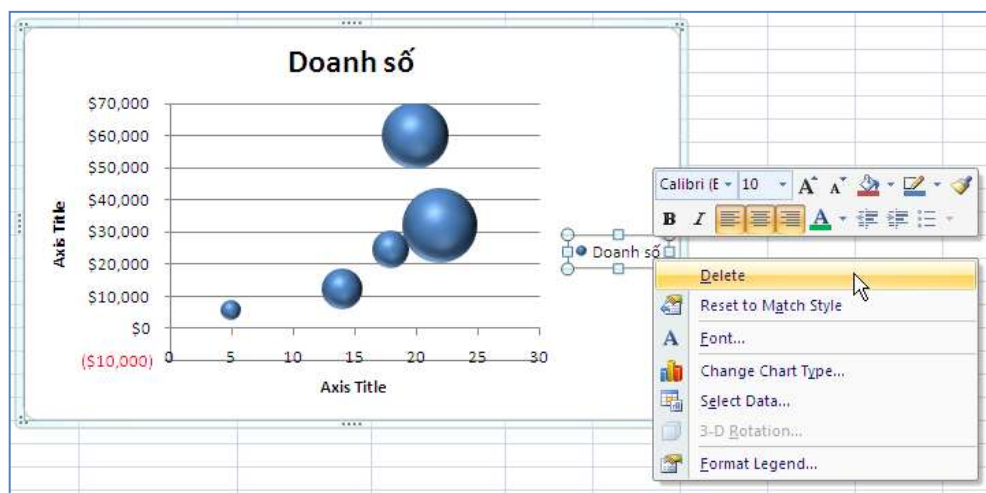 Doanh số
$70,000
$60,000
$50,000
$40,000
$30,000
$20,000
$10,000
$0
($10,000)
0 5 10 15 20 25 30
Axis Title
Axis Title
Doanh số
Calibri (E 10 A A
B I A
Delete
Reset to Match Style
A Font...
Change Chart Type...
Select Data...
3-D Rotation...
Format Legend...